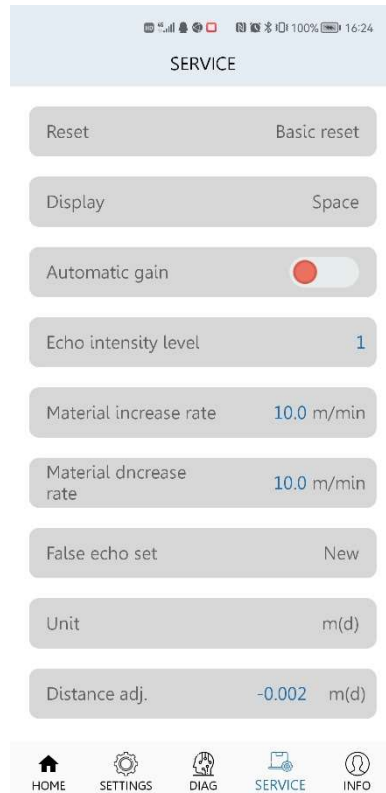 100% 16:24
SERVICE
Reset Basic reset
Display Space
Automatic gain
Echo intensity level 1
Material increase rate 10.0 m/min
Material dncrease
rate 10.0 m/min
False echo set New
Unit m(d)
Distance adj. -0.002 m(d)
HOME SETTINGS DIAG SERVICE INFO